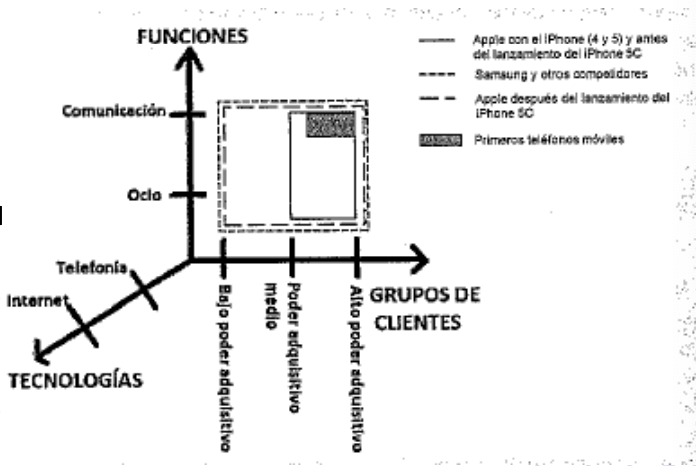 FUNCIONES
Apple con el iPhone (4 y 5) y antes
del lanzamiento del iPhone 5C
Samsung y otros competidores
Apple después del lanzamiento del
iPhone 5C
Primeros teléfonos móviles
Comunicación
Ocio
Telefonía
Internet
TECNOLOGÍAS
Bajo poder adquisitivo
Poder adquisitivo
medio
Alto poder adquisitivo
GRUPOS DE
CLIENTES